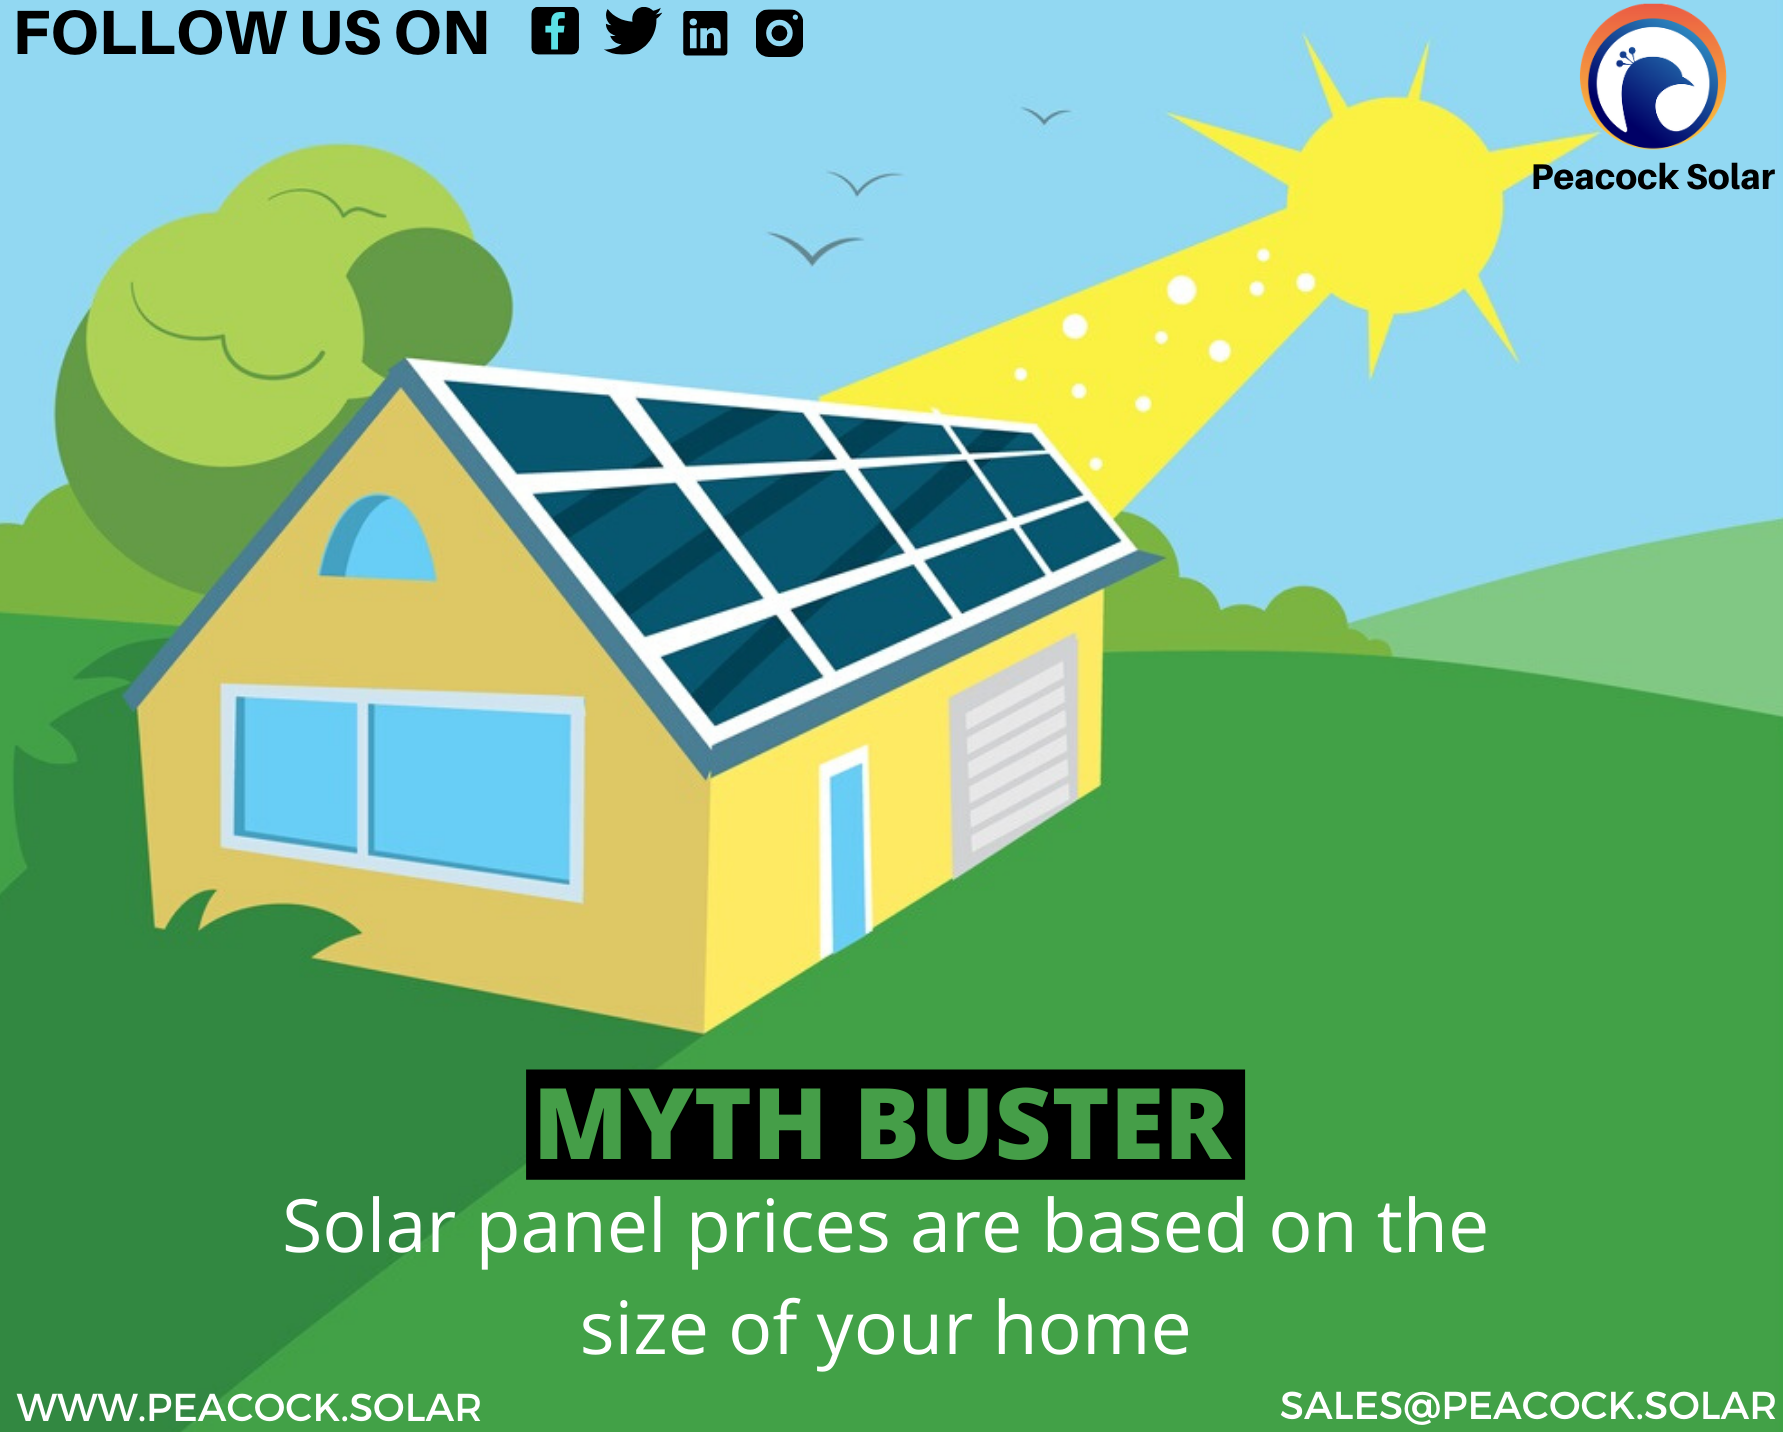 FOLLOW US ON
Peacock Solar
MYTH BUSTER
Solar panel prices are based on the
size of your home
WWW.PEACOCK.SOLAR
SALES@PEACOCK.SOLAR